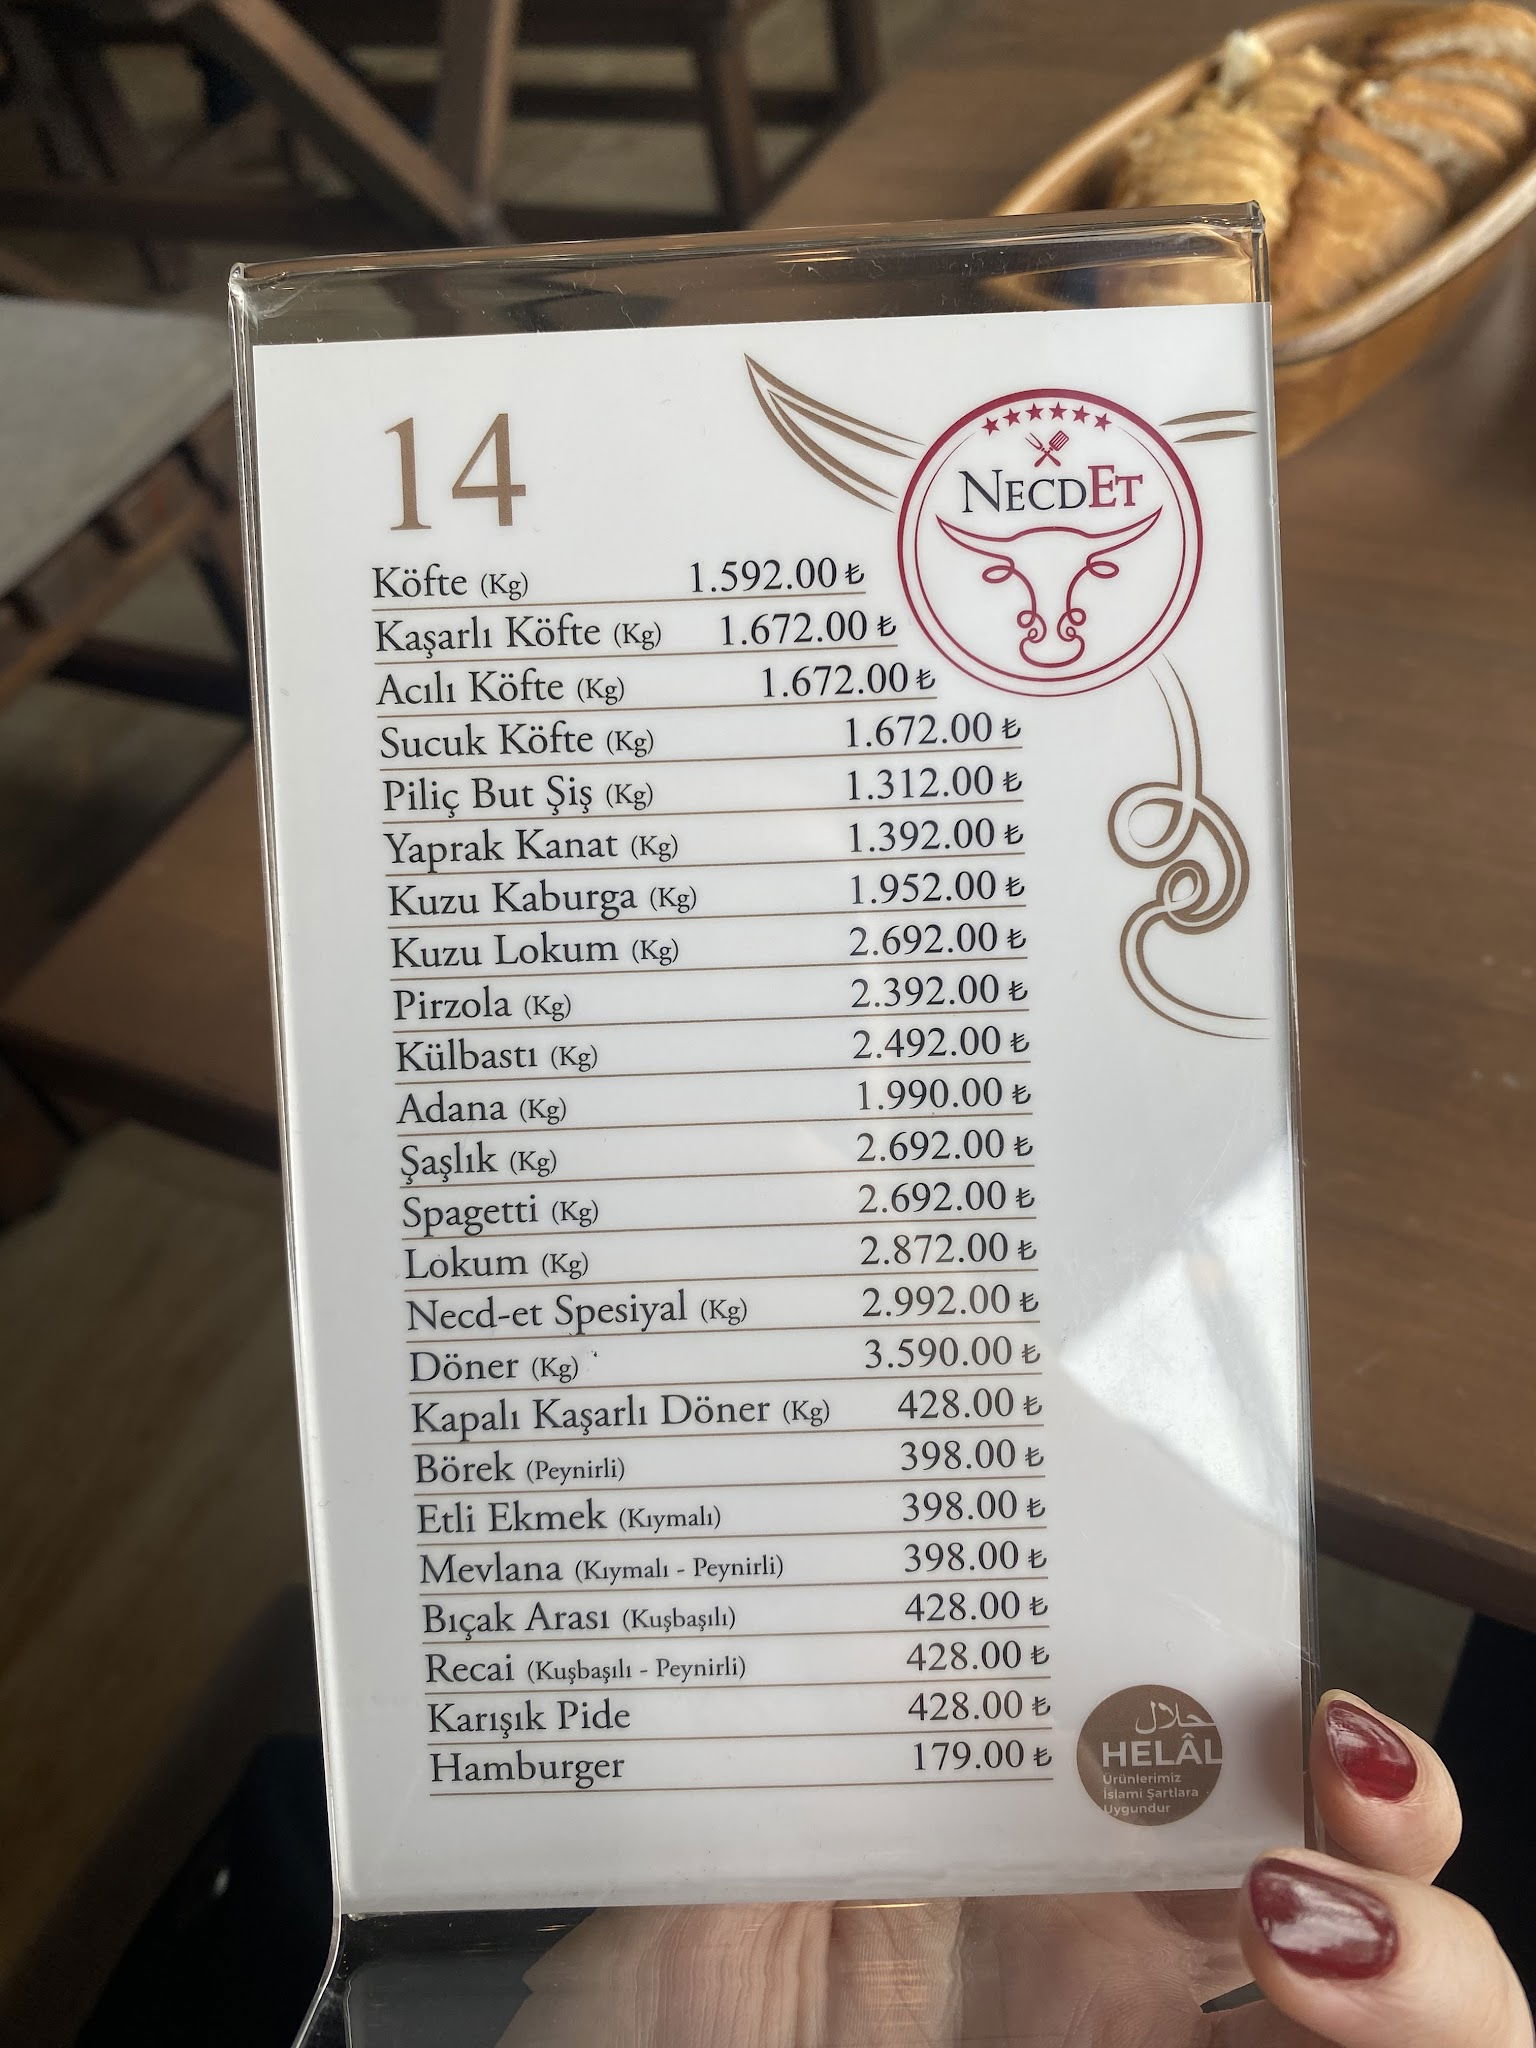 14
NECDET
Köfte (Kg) 1.592.00 ₺
Kaşarlı Köfte (Kg) 1.672.00 ₺
Acılı Köfte (Kg) 1.672.00 ₺
Sucuk Köfte (Kg) 1.672.00 ₺
Piliç But Şiş (Kg) 1.312.00 ₺
Yaprak Kanat (Kg) 1.392.00 ₺
Kuzu Kaburga (Kg) 1.952.00 ₺
Kuzu Lokum (Kg) 2.692.00 ₺
Pirzola (Kg) 2.392.00 ₺
Külbastı (Kg) 2.492.00 ₺
Adana (Kg) 1.990.00 ₺
Şaşlık (Kg) 2.692.00 ₺
Spagetti (Kg) 2.692.00 ₺
Lokum (Kg) 2.872.00 ₺
Necd-et Spesiyal (Kg) 2.992.00 ₺
Döner (Kg) 3.590.00 ₺
Kapalı Kaşarlı Döner (Kg) 428.00 ₺
Börek (Peynirli) 398.00 ₺
Etli Ekmek (Kıymalı) 398.00 ₺
Mevlana (Kıymalı - Peynirli) 398.00 ₺
Bıçak Arası (Kuşbaşılı) 428.00 ₺
Recai (Kuşbaşılı - Peynirli) 428.00 ₺
Karışık Pide 428.00 ₺
Hamburger 179.00 ₺
حلال
HELÂL
Ürünlerimiz
İslami Şartlara
Uygundur